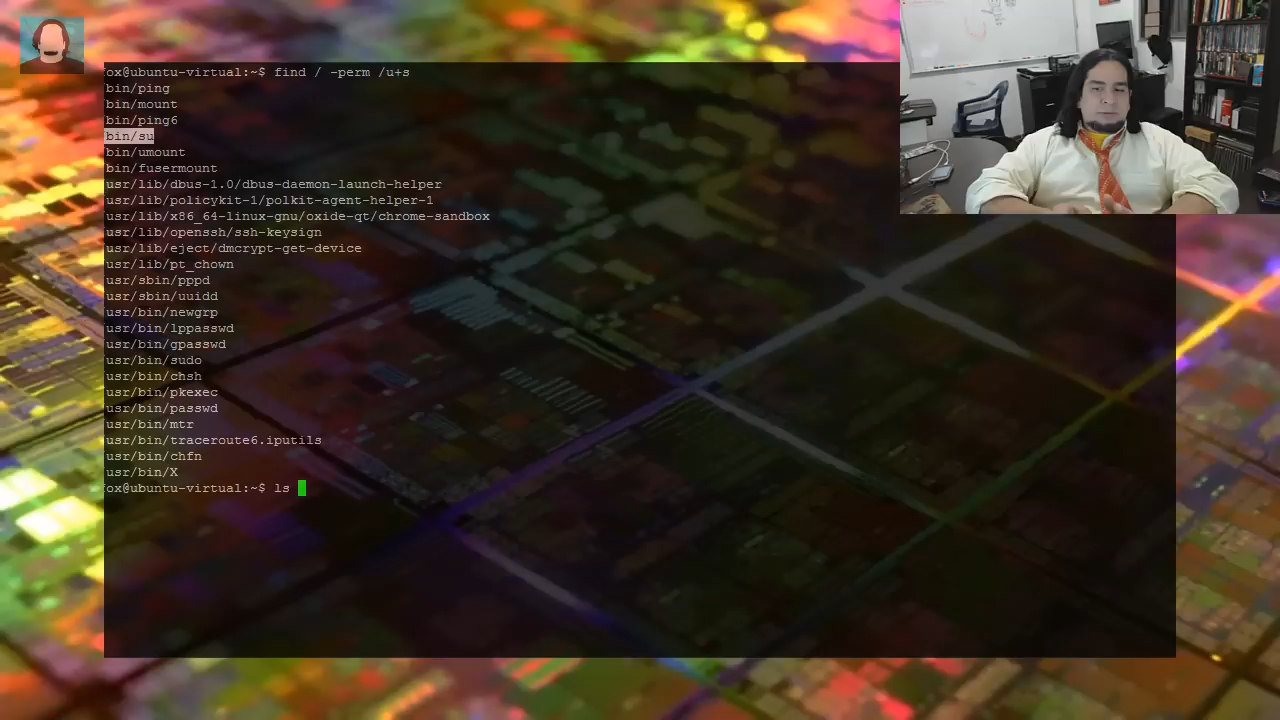 ox@ubuntu-virtual:~$ find / -perm /u+s
bin/ping
bin/mount
bin/ping6
bin/su
bin/umount
bin/fusermount
usr/lib/dbus-1.0/dbus-daemon-launch-helper
usr/lib/policykit-1/polkit-agent-helper-1
usr/lib/x86_64-linux-gnu/oxide-qt/chrome-sandbox
usr/lib/openssh/ssh-keysign
usr/lib/eject/dmcrypt-get-device
usr/lib/pt_chown
usr/sbin/pppd
usr/sbin/uuidd
usr/bin/newgrp
usr/bin/lppasswd
usr/bin/gpasswd
usr/bin/sudo
usr/bin/chsh
usr/bin/pkexec
usr/bin/passwd
usr/bin/mtr
usr/bin/traceroute6.iputils
usr/bin/chfn
usr/bin/X
ox@ubuntu-virtual:~$ ls